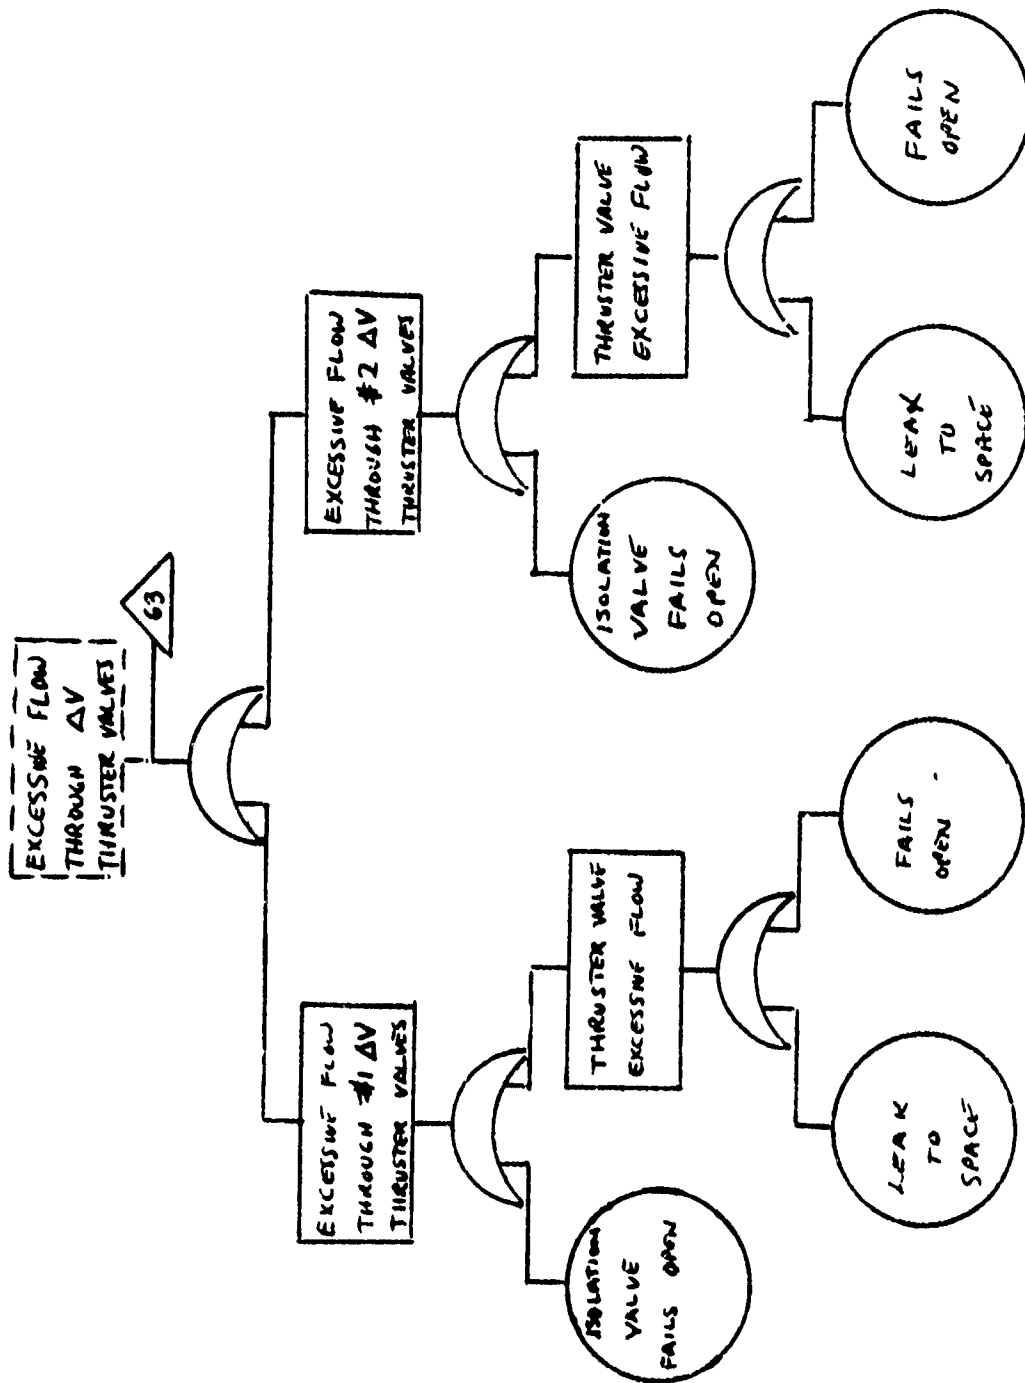 EXCESSIVE FLOW
THROUGH ΔV
THRUSTER VALVES
63
EXCESSIVE FLOW
THROUGH #1 ΔV
THRUSTER VALVES
EXCESSIVE FLOW
THROUGH #2 ΔV
THRUSTER VALVES
ISOLATION
VALVE
FAILS OPEN
THRUSTER VALVE
EXCESSIVE FLOW
ISOLATION
VALVE
FAILS
OPEN
THRUSTER VALVE
EXCESSIVE FLOW
LEAK
TO
SPACE
FAILS
OPEN
LEAK
TO
SPACE
FAILS
OPEN